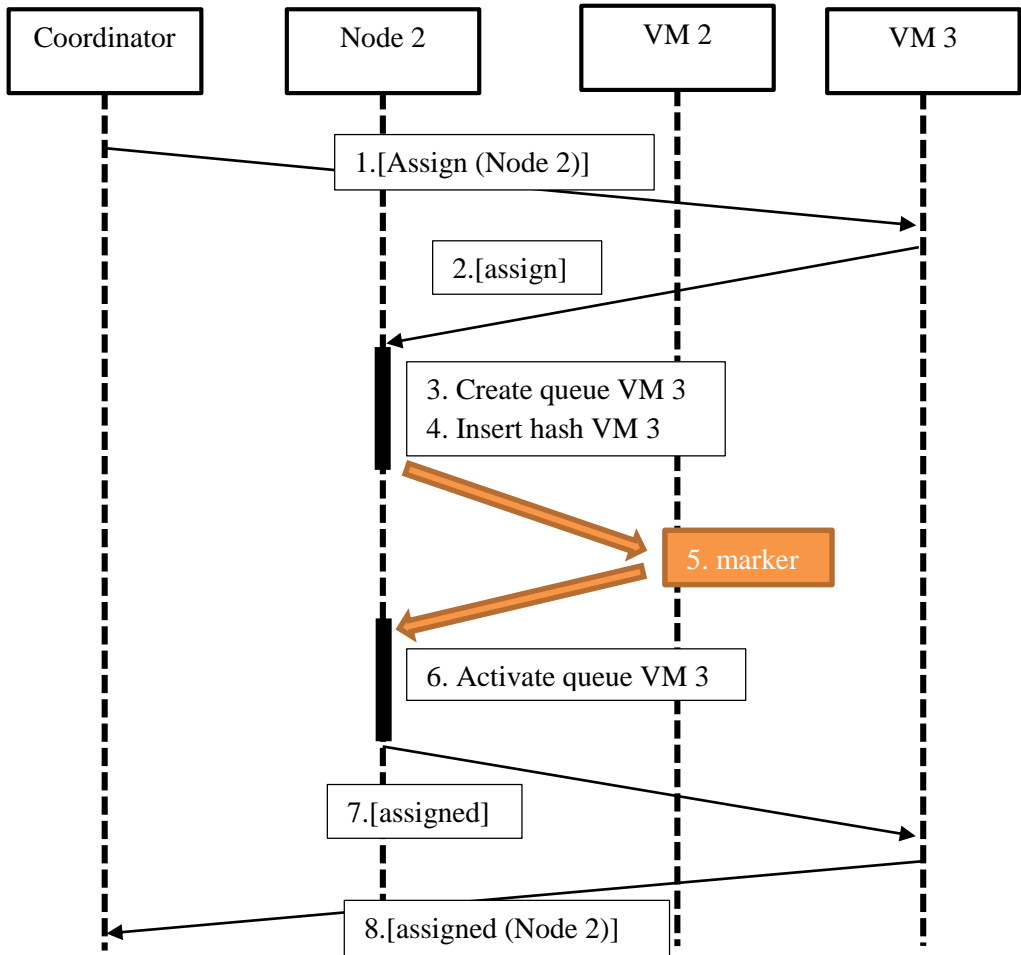 Coordinator
Node 2
VM 2
VM 3
1.[Assign (Node 2)]
2.[assign]
3. Create queue VM 3
4. Insert hash VM 3
5. marker
6. Activate queue VM 3
7.[assigned]
8.[assigned (Node 2)]